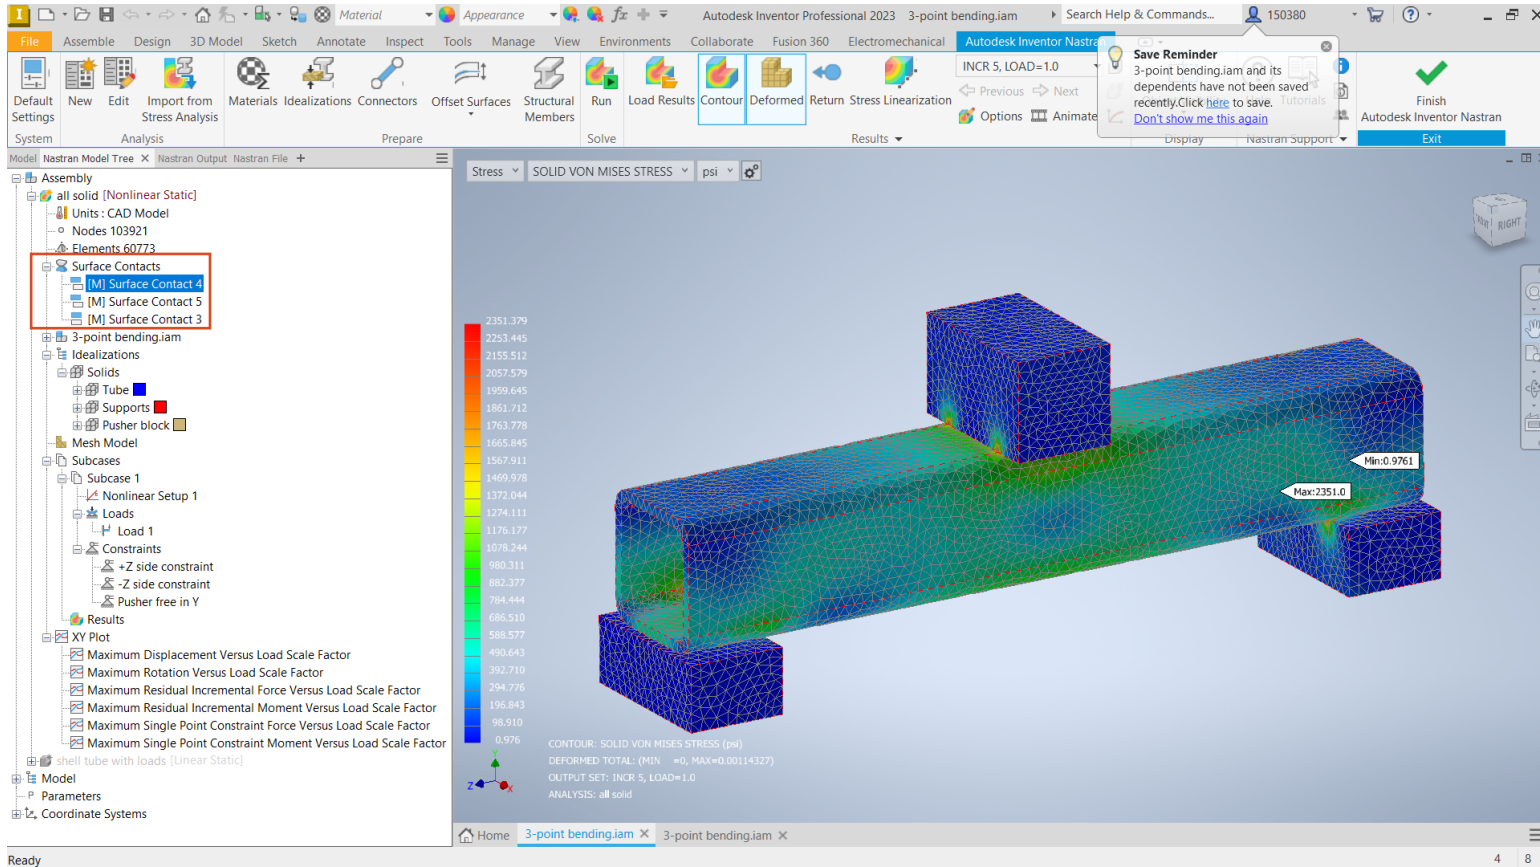 Material
Appearance
Autodesk Inventor Professional 2023 3-point bending.iam
Search Help & Commands...
150380
File Assemble Design 3D Model Sketch Annotate Inspect Tools Manage View Environments Collaborate Fusion 360 Electromechanical Autodesk Inventor Nastran
Default Settings
New
Edit
Import from Stress Analysis
Materials
Idealizations
Connectors
Offset Surfaces
Structural Members
Run
Load Results
Contour
Deformed
Return
Stress Linearization
INCR 5, LOAD=1.0
Previous
Next
Options
Animate
Tutorials
Finish
Autodesk Inventor Nastran
System
Analysis
Prepare
Solve
Results
Display
Nastran Support
Exit
Save Reminder
3-point bending.iam and its
dependents have not been saved
recently.Click here to save.
Don't show me this again
Model Nastran Model Tree Nastran Output Nastran File
Assembly
all solid [Nonlinear Static]
Units : CAD Model
Nodes 103921
Elements 60773
Surface Contacts
[M] Surface Contact 4
[M] Surface Contact 5
[M] Surface Contact 3
3-point bending.iam
Idealizations
Solids
Tube
Supports
Pusher block
Mesh Model
Subcases
Subcase 1
Nonlinear Setup 1
Loads
Load 1
Constraints
+Z side constraint
-Z side constraint
Pusher free in Y
Results
XY Plot
Maximum Displacement Versus Load Scale Factor
Maximum Rotation Versus Load Scale Factor
Maximum Residual Incremental Force Versus Load Scale Factor
Maximum Residual Incremental Moment Versus Load Scale Factor
Maximum Single Point Constraint Force Versus Load Scale Factor
Maximum Single Point Constraint Moment Versus Load Scale Factor
shell tube with loads [Linear Static]
Model
Parameters
Coordinate Systems
Stress
SOLID VON MISES STRESS
psi
RIGHT
2351.379
2253.445
2155.512
2057.579
1959.645
1861.712
1763.778
1665.845
1567.911
1469.978
1372.044
1274.111
1176.177
1078.244
980.311
882.377
784.444
686.510
588.577
490.643
392.710
294.776
196.843
98.910
0.976
Min:0.9761
Max:2351.0
Y
Z
X
CONTOUR: SOLID VON MISES STRESS (psi)
DEFORMED TOTAL: (MIN =0, MAX=0.00114327)
OUTPUT SET: INCR 5, LOAD=1.0
ANALYSIS: all solid
Home 3-point bending.iam 3-point bending.iam
Ready
4 8